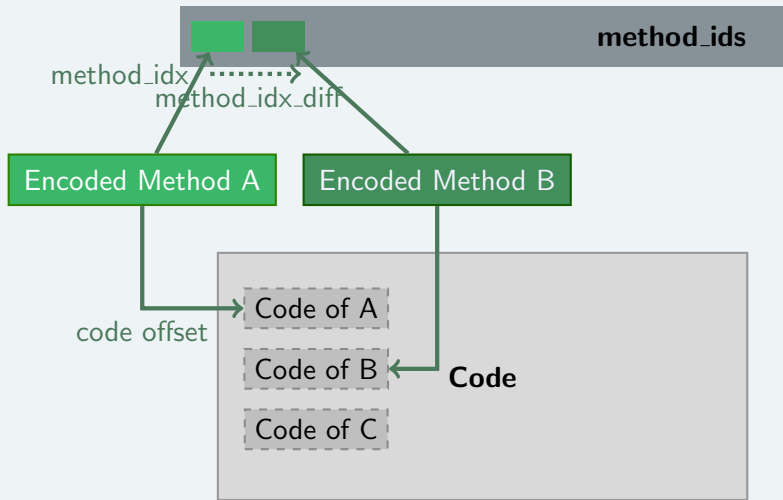 method_ids
method_idx
method_idx_diff
Encoded Method A
Encoded Method B
Code of A
code offset
Code of B
Code
Code of C